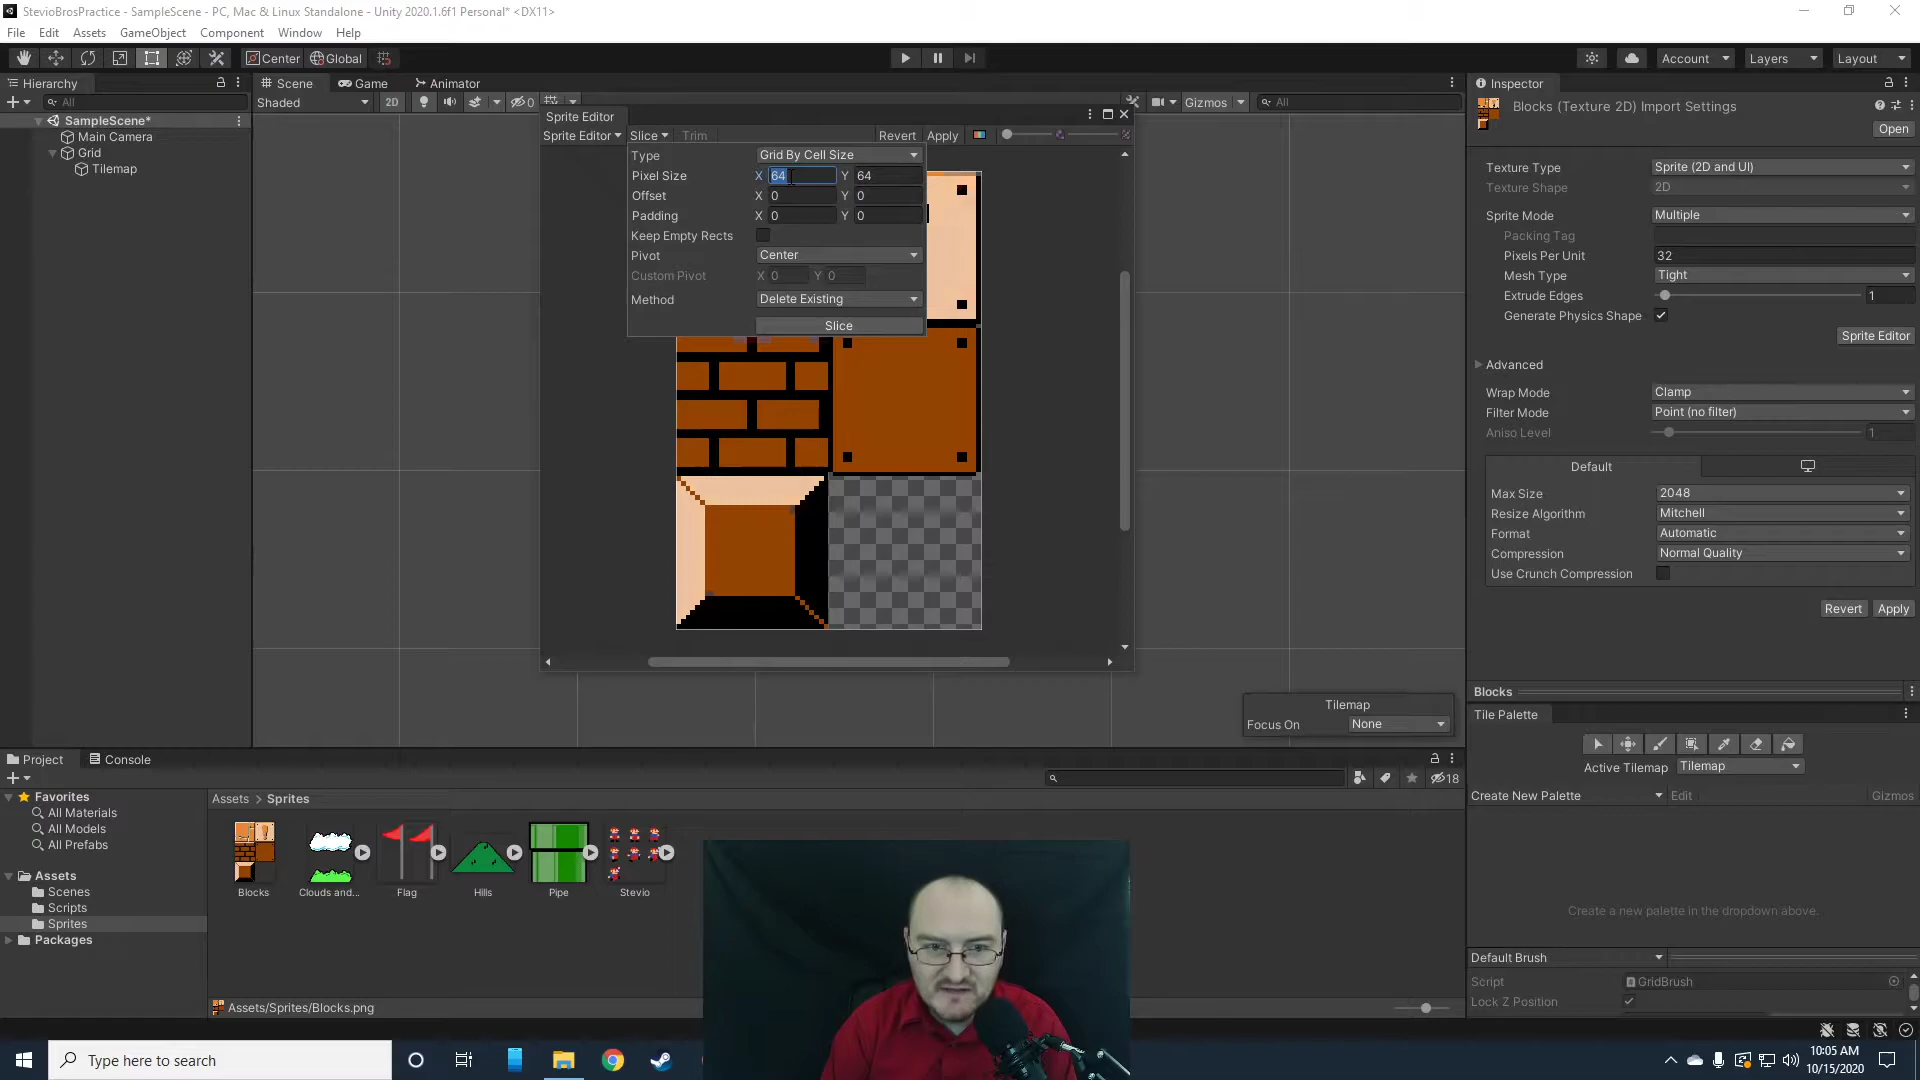 StevioBrosPractice - SampleScene - PC, Mac & Linux Standalone - Unity 2020.1.6f1 Personal* <DX11>
File Edit Assets GameObject Component Window Help
Center Global Account Layers Layout
Hierarchy Scene Game Animator Inspector
All Shaded 2D 0 Gizmos All
SampleScene*
Main Camera
Grid
Tilemap
Sprite Editor
Sprite Editor Slice Trim Revert Apply
Type Grid By Cell Size
Pixel Size X 64 Y 64
Offset X 0 Y 0
Padding X 0 Y 0
Keep Empty Rects
Pivot Center
Custom Pivot X 0 Y 0
Method Delete Existing
Slice
Tilemap
Focus On None
Blocks (Texture 2D) Import Settings
Open
Texture Type Sprite (2D and UI)
Texture Shape 2D
Sprite Mode Multiple
Packing Tag
Pixels Per Unit 32
Mesh Type Tight
Extrude Edges 1
Generate Physics Shape
Sprite Editor
Advanced
Wrap Mode Clamp
Filter Mode Point (no filter)
Aniso Level 1
Default
Max Size 2048
Resize Algorithm Mitchell
Format Automatic
Compression Normal Quality
Use Crunch Compression
Revert Apply
Blocks
Tile Palette
Active Tilemap Tilemap
Create New Palette Edit Gizmos
Create a new palette in the dropdown above.
Default Brush
Script GridBrush
Lock Z Position
Project Console
18
Favorites
All Materials
All Models
All Prefabs
Assets
Scenes
Scripts
Sprites
Packages
Assets > Sprites
Blocks Clouds and... Flag Hills Pipe Stevio
Assets/Sprites/Blocks.png
Type here to search
10:05 AM
10/15/2020